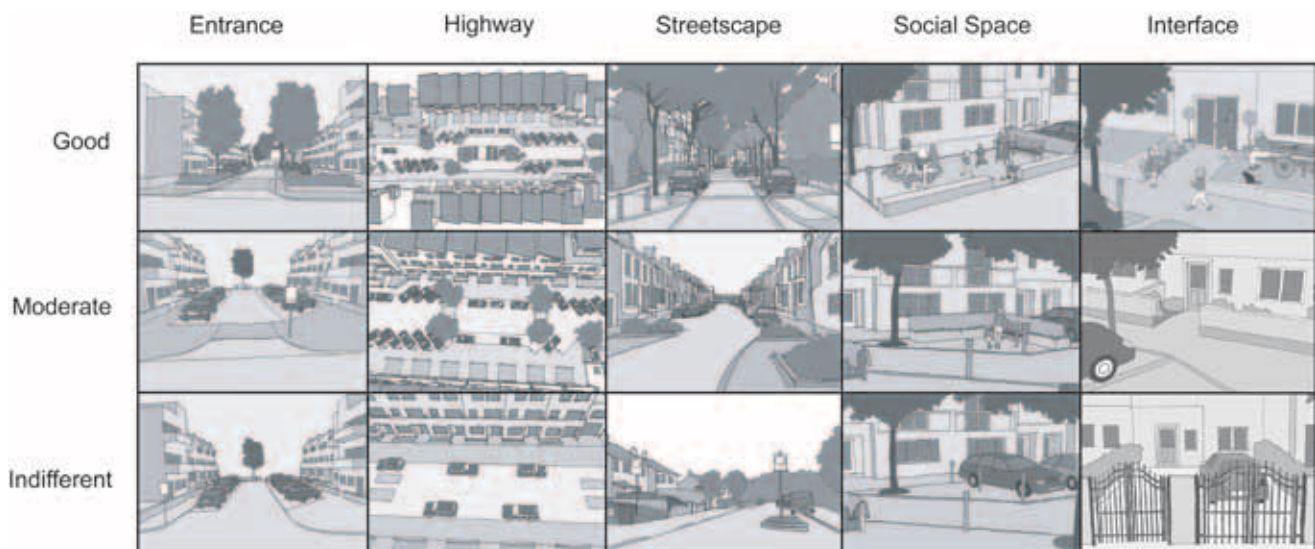 Entrance Highway Streetscape Social Space Interface
Good
Moderate
Indifferent